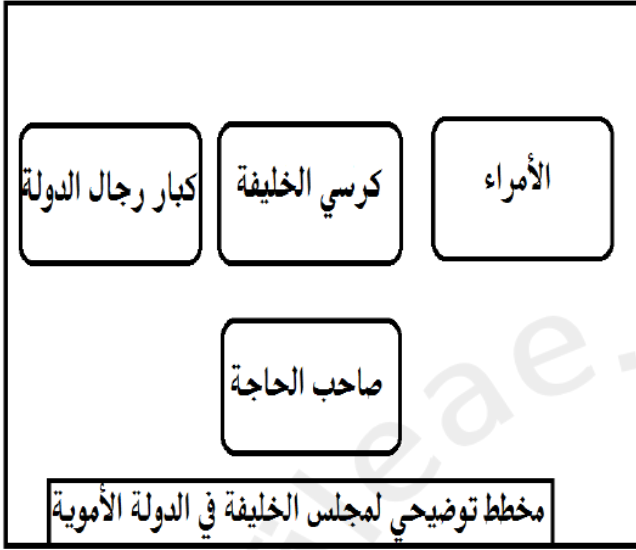 الأمراء
كرسي الخليفة
كبار رجال الدولة
صاحب الحاجة
مخطط توضيحي لمجلس الخليفة في الدولة الأموية